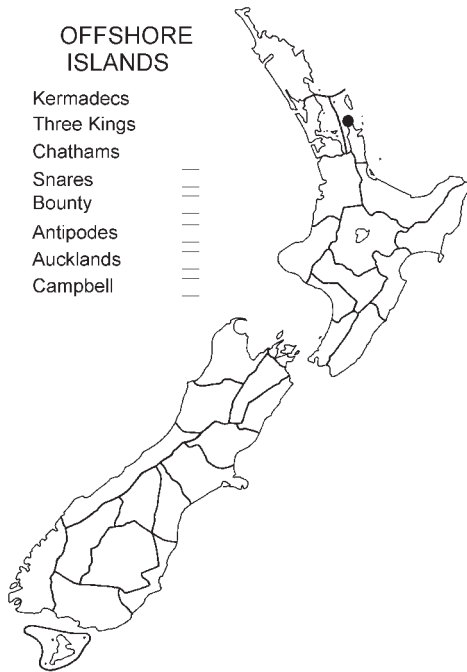 OFFSHORE
ISLANDS
Kermadecs
Three Kings
Chathams
Snares
Bounty
Antipodes
Aucklands
Campbell